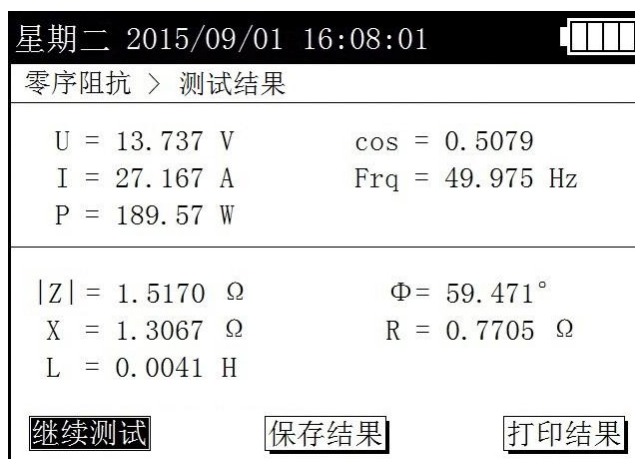 星期二 2015/09/01 16:08:01
零序阻抗 > 测试结果
U = 13.737 V cos = 0.5079
I = 27.167 A Frq = 49.975 Hz
P = 189.57 W
|Z| = 1.5170 Ω Φ= 59.471°
X = 1.3067 Ω R = 0.7705 Ω
L = 0.0041 H
继续测试 保存结果 打印结果